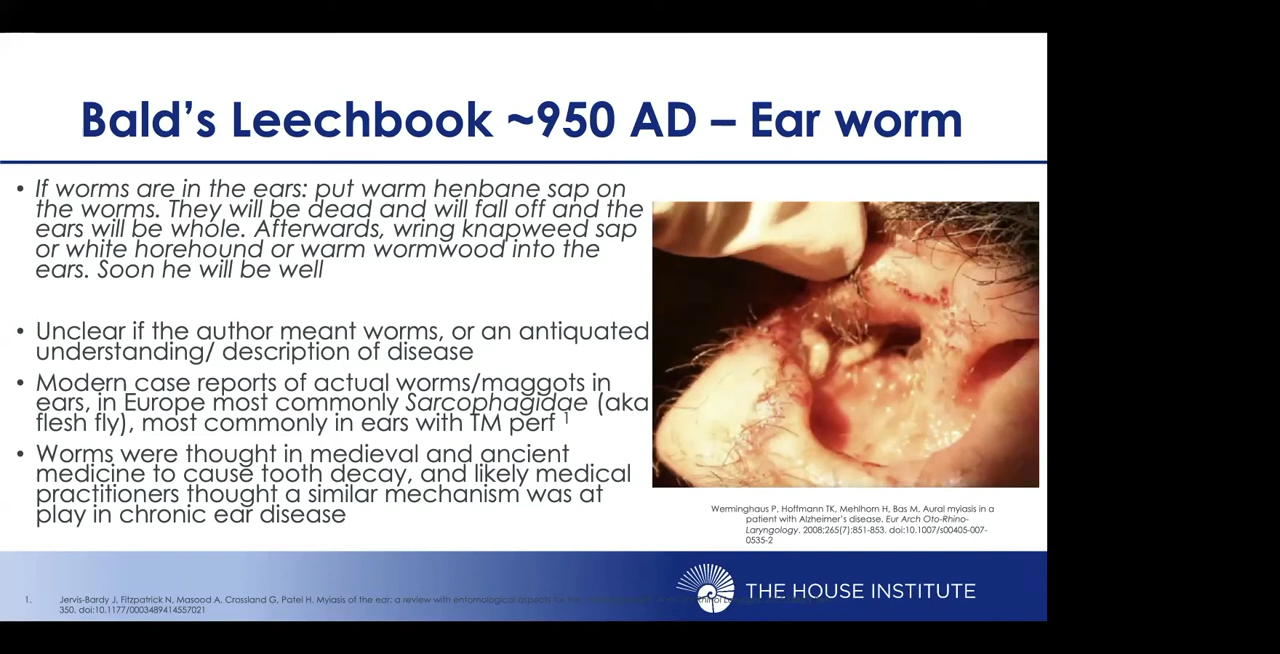 Bald's Leechbook ~950 AD – Ear worm
• If worms are in the ears: put warm henbane sap on
the worms. They will be dead and will fall off and the
ears will be whole. Afterwards, wring knapweed sap
or white horehound or warm wormwood into the
ears. Soon he will be well
• Unclear if the author meant worms, or an antiquated
understanding/ description of disease
• Modern case reports of actual worms/maggots in
ears, in Europe most commonly Sarcophagidae (aka
flesh fly), most commonly in ears with TM perf 1
• Worms were thought in medieval and ancient
medicine to cause tooth decay, and likely medical
practitioners thought a similar mechanism was at
play in chronic ear disease
Werminghaus P, Hoffmann TK, Mehlhorn H, Bas M. Aural myiasis in a
patient with Alzheimer's disease. Eur Arch Oto-Rhino-
Laryngology. 2008;265(7):851-853. doi:10.1007/s00405-007-
0535-2
THE HOUSE INSTITUTE
1. Jervis-Bardy J, Fitzpatrick N, Masood A, Crossland G, Patel H. Myiasis of the ear: a review with entomological aspects for the
350. doi:10.1177/0003489414557021